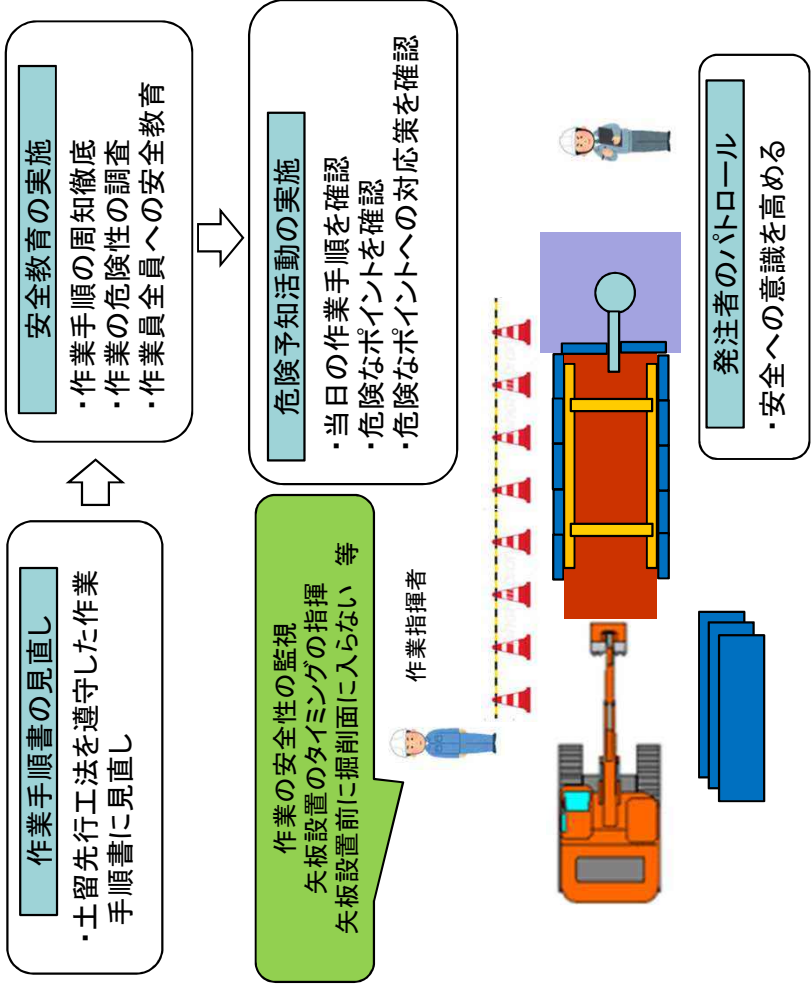 作業手順書の見直し
・土留先行工法を遵守した作業
手順書に見直し
安全教育の実施
・作業手順の周知徹底
・作業の危険性の調査
・作業員全員への安全教育
危険予知活動の実施
・当日の作業手順を確認
・危険なポイントを確認
・危険なポイントへの対応策を確認
作業の安全性の監視
矢板設置のタイミングの指揮
矢板設置前に掘削面に入らない 等
作業指揮者
発注者のパトロール
・安全への意識を高める